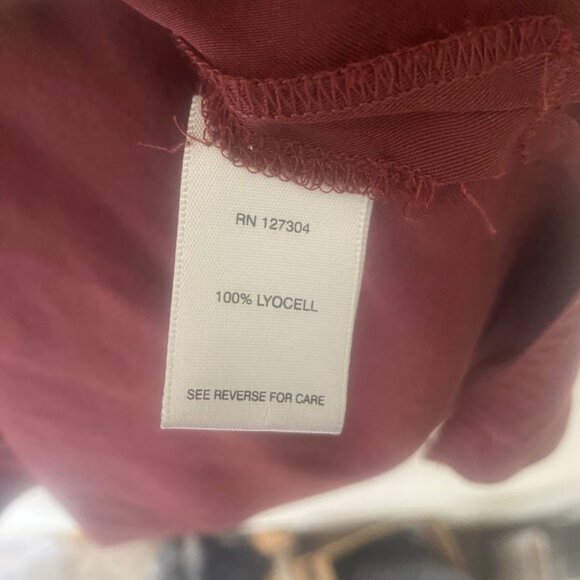 RN 127304
100% LYOCELL
SEE REVERSE FOR CARE